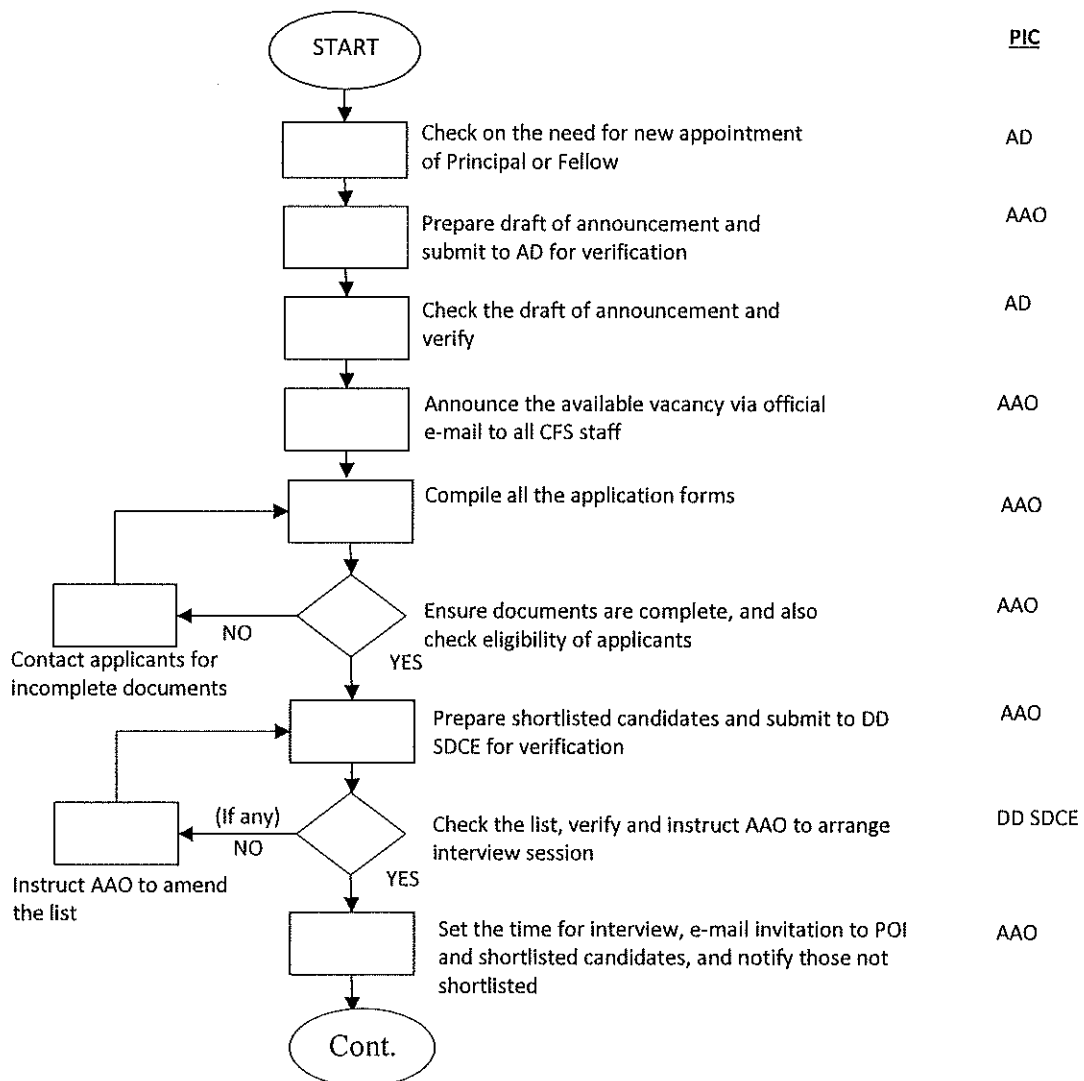 START
PIC
Check on the need for new appointment
of Principal or Fellow
AD
Prepare draft of announcement and
submit to AD for verification
AAO
Check the draft of announcement and
verify
AD
Announce the available vacancy via official
e-mail to all CFS staff
AAO
Compile all the application forms
AAO
Ensure documents are complete, and also
check eligibility of applicants
AAO
NO
YES
Contact applicants for
incomplete documents
Prepare shortlisted candidates and submit to DD
SDCE for verification
AAO
(If any)
NO
Check the list, verify and instruct AAO to arrange
interview session
DD SDCE
YES
Instruct AAO to amend
the list
Set the time for interview, e-mail invitation to POI
and shortlisted candidates, and notify those not
shortlisted
AAO
Cont.